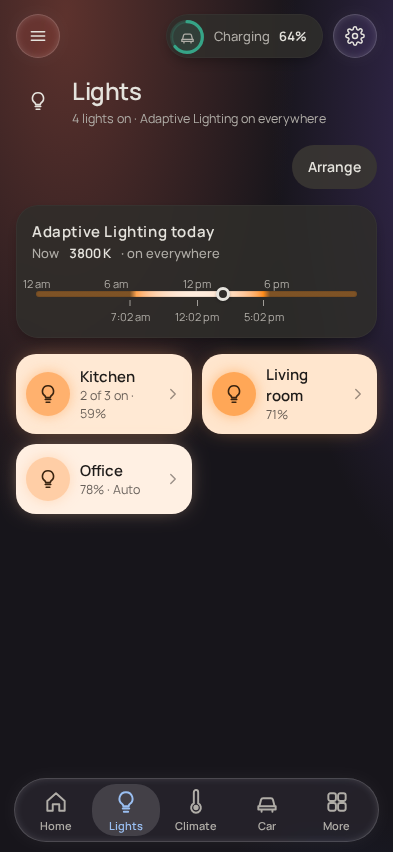 Charging 64%
Lights
4 lights on · Adaptive Lighting on everywhere
Arrange
Adaptive Lighting today
Now 3800 K · on everywhere
12 am 6 am 12 pm 6 pm
7:02 am 12:02 pm 5:02 pm
Kitchen
2 of 3 on ·
59%
Living
room
71%
Office
78% · Auto
Home Lights Climate Car More